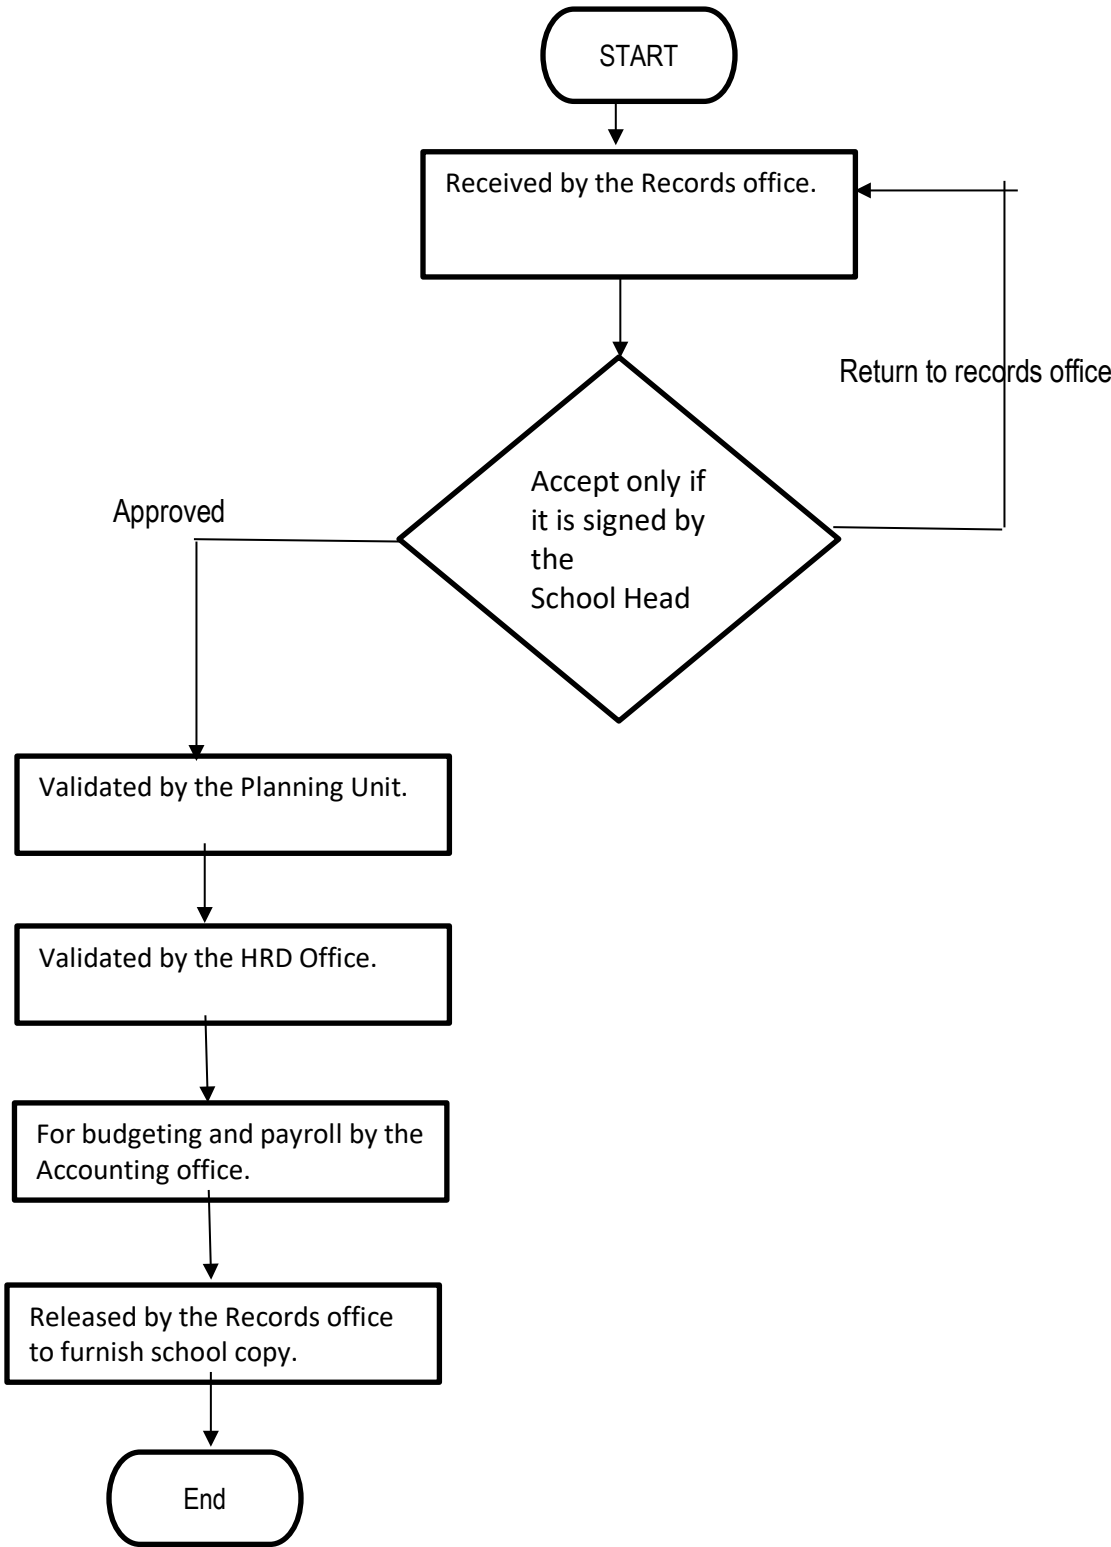 START
Received by the Records office.
Return to records office
Accept only if
it is signed by
the
School Head
Approved
Validated by the Planning Unit.
Validated by the HRD Office.
For budgeting and payroll by the
Accounting office.
Released by the Records office
to furnish school copy.
End